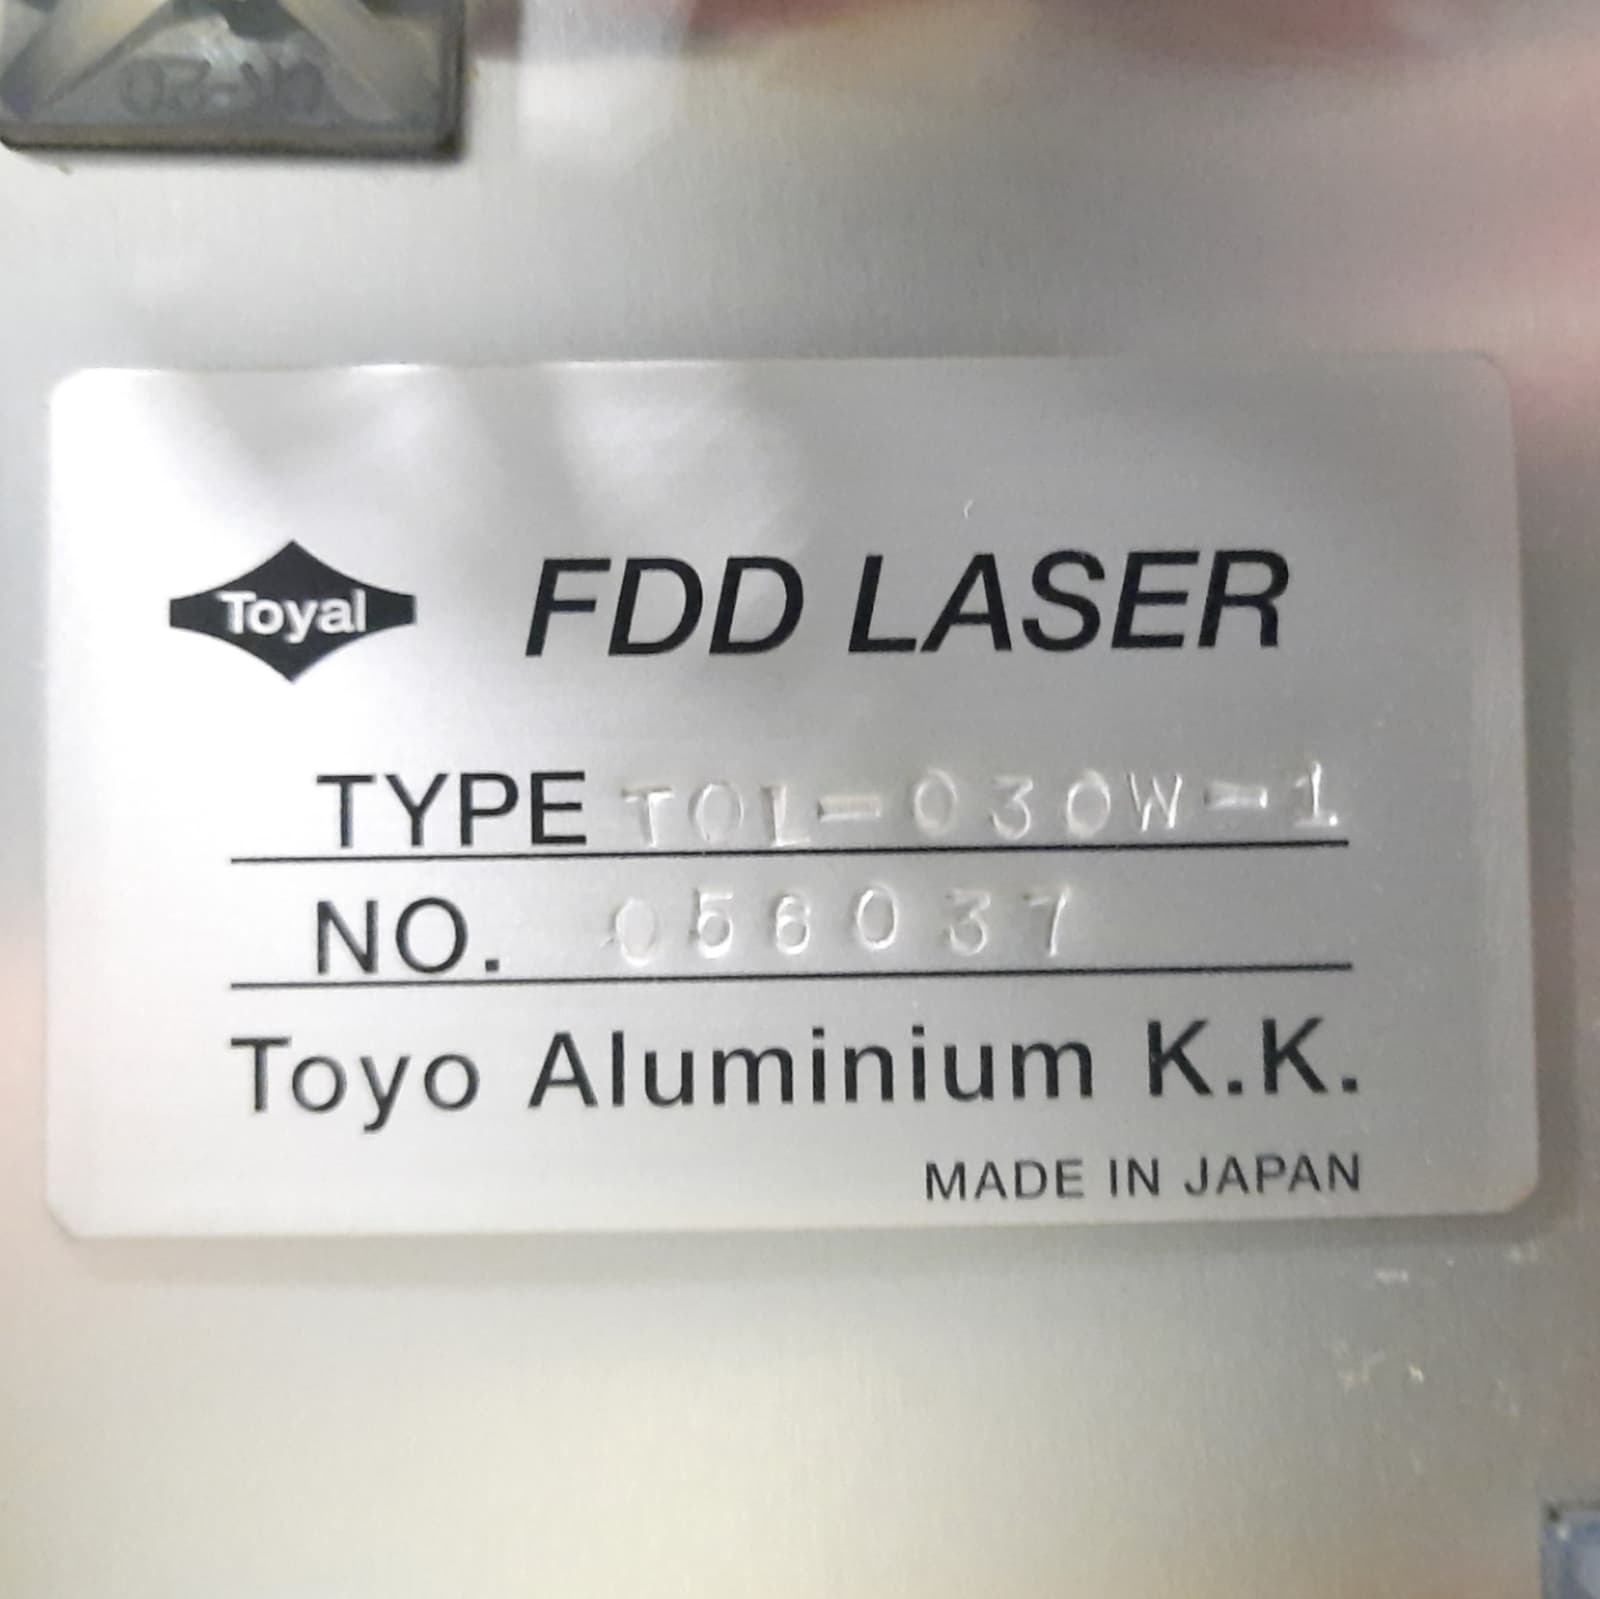 Toyal FDD LASER
TYPE TOL-030W-1
NO. 056037
Toyo Aluminium K.K.
MADE IN JAPAN